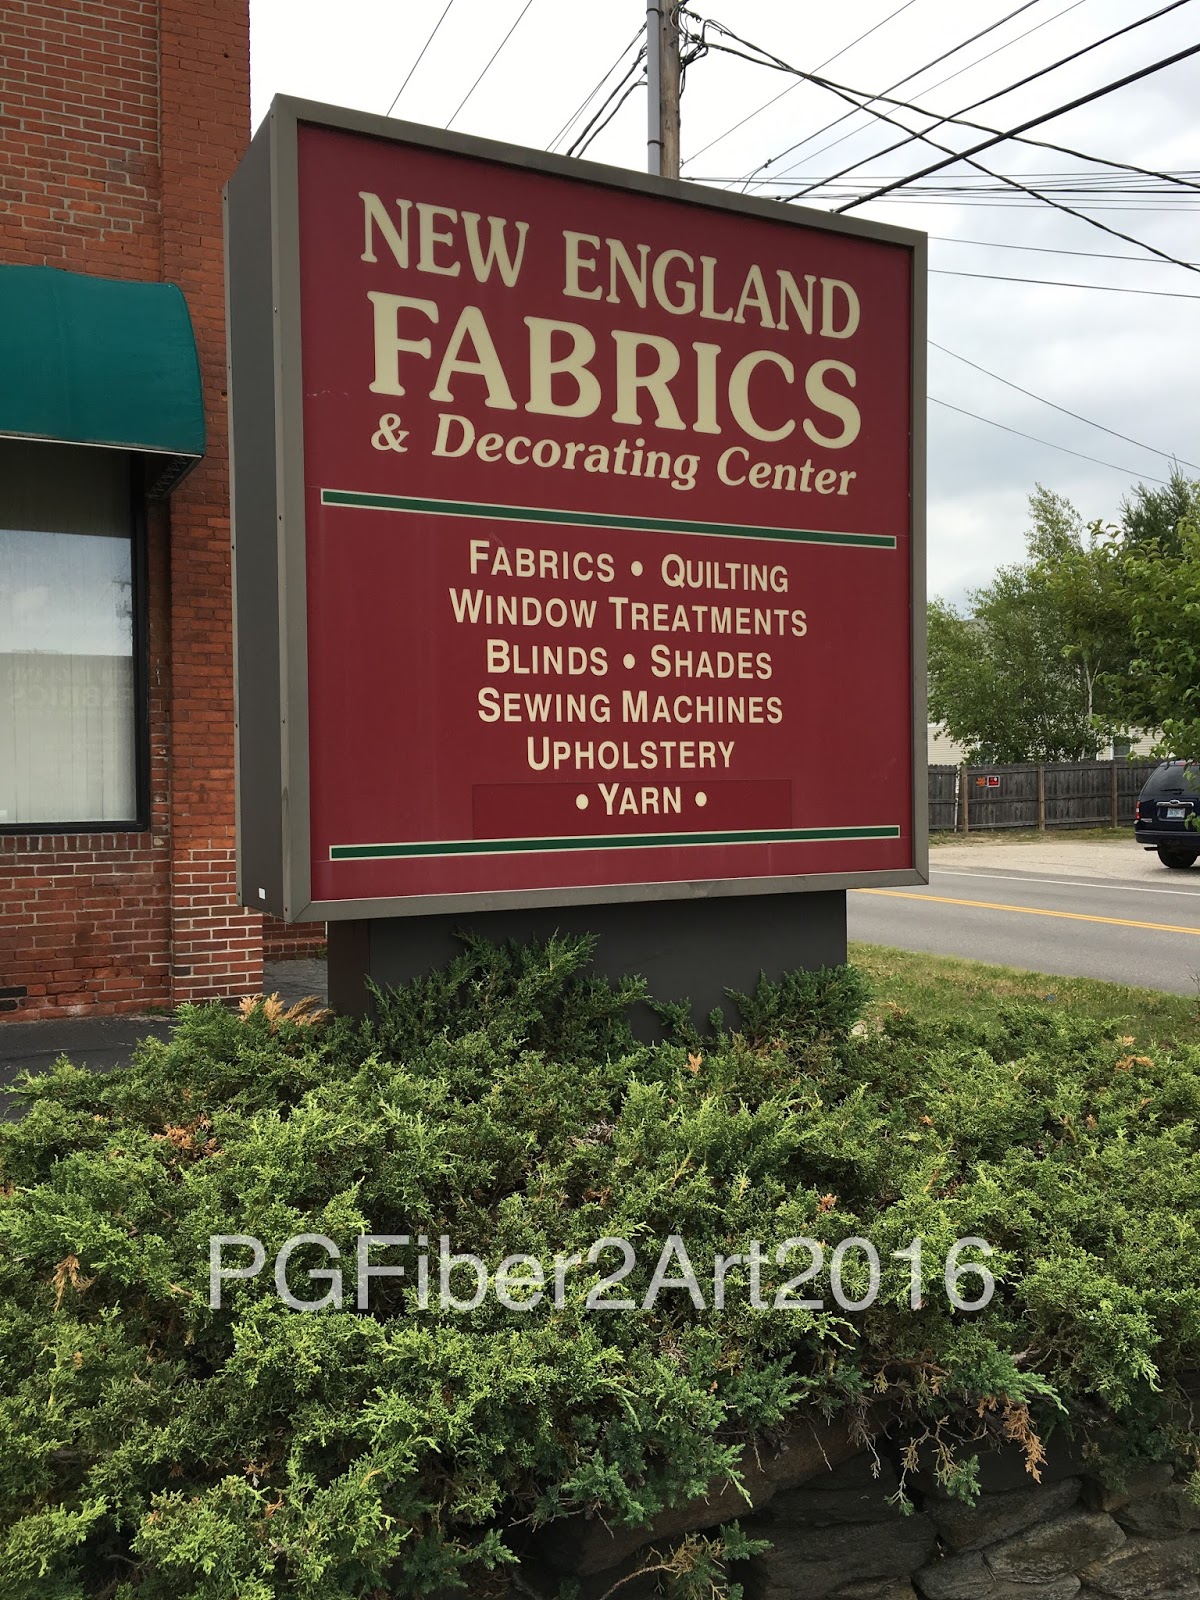 NEW ENGLAND
FABRICS
& Decorating Center
FABRICS • QUILTING
WINDOW TREATMENTS
BLINDS • SHADES
SEWING MACHINES
UPHOLSTERY
• YARN •
PGFiber2Art2016